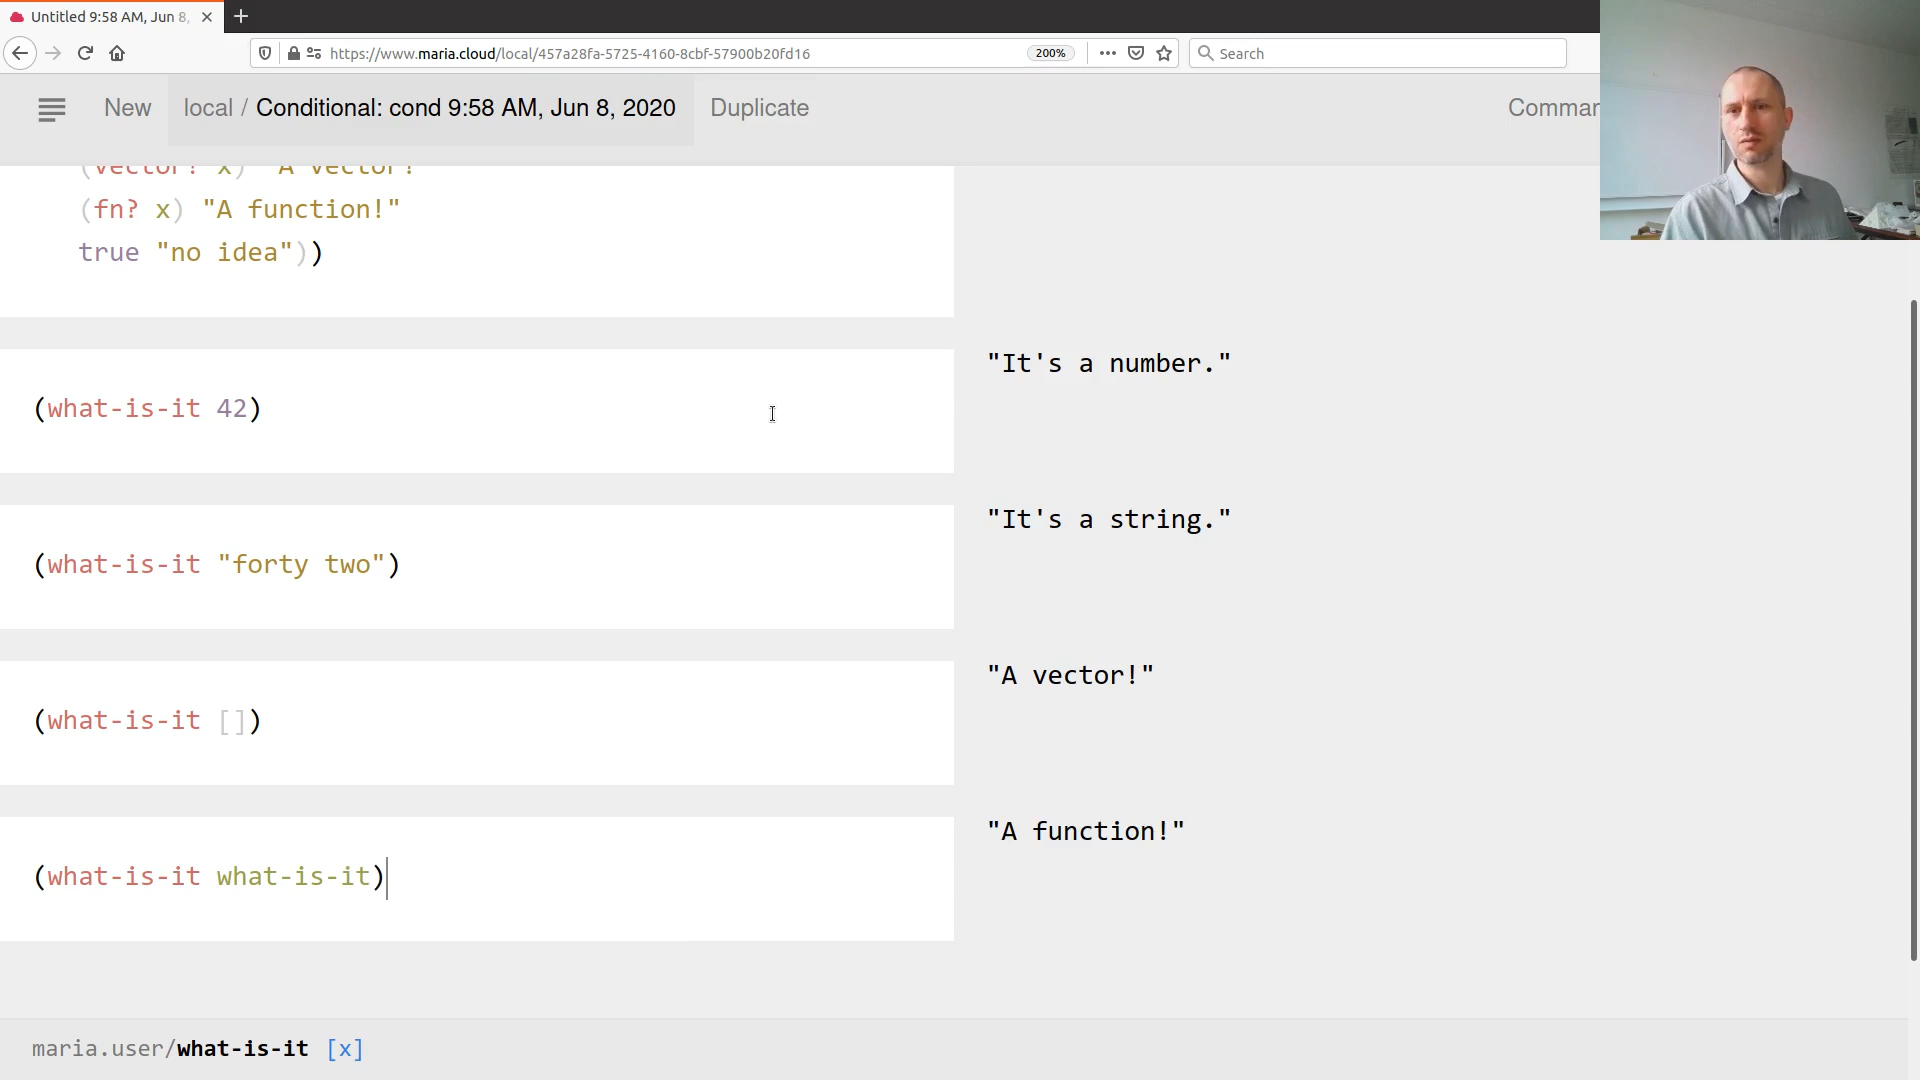 Untitled 9:58 AM, Jun 8,
https://www.maria.cloud/local/457a28fa-5725-4160-8cbf-57900b20fd16
200%
Search
New
local / Conditional: cond 9:58 AM, Jun 8, 2020
Duplicate
Commar
(vector? x) "A vector!"
(fn? x) "A function!"
true "no idea"))
(what-is-it 42)
"It's a number."
(what-is-it "forty two")
"It's a string."
(what-is-it [])
"A vector!"
(what-is-it what-is-it)
"A function!"
maria.user/what-is-it [x]